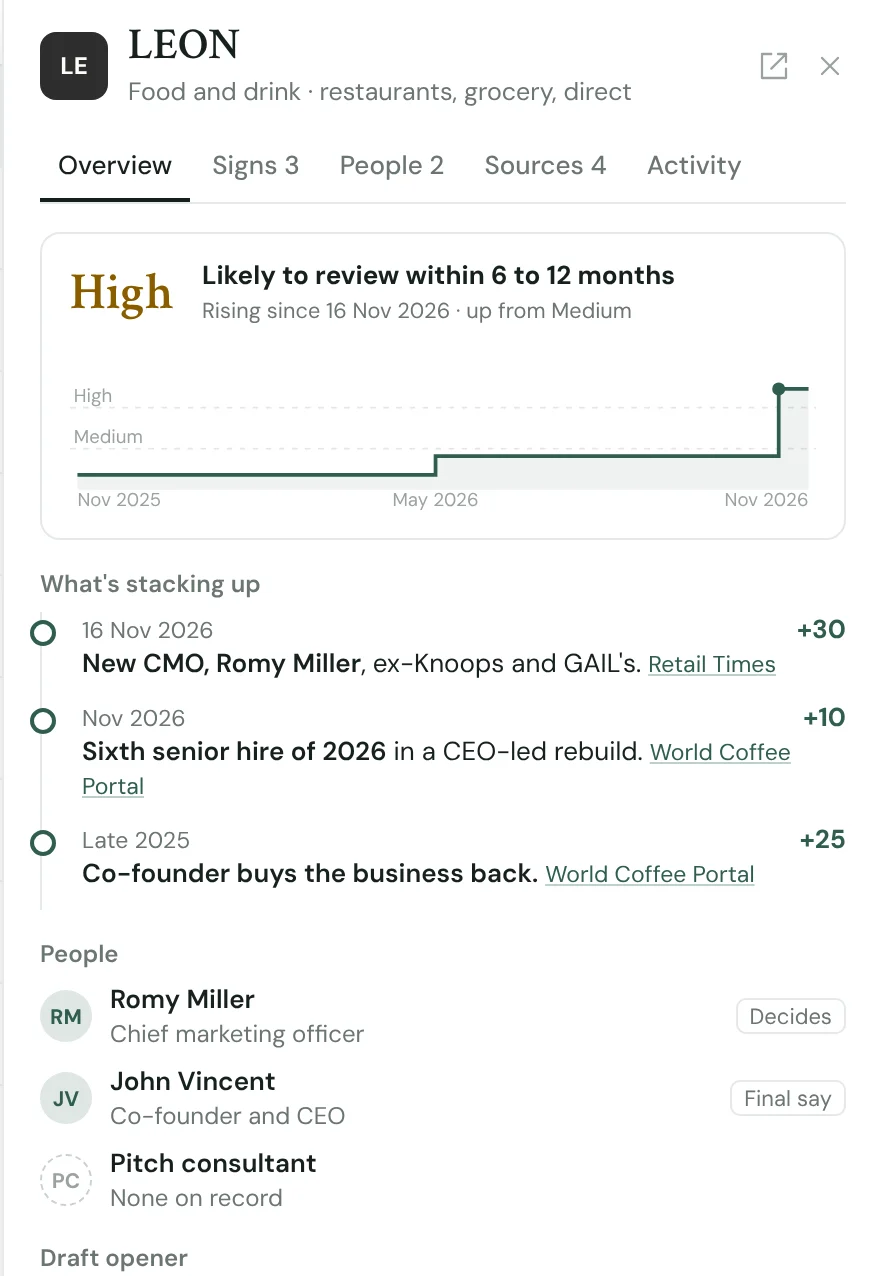 LE
LEON
Food and drink · restaurants, grocery, direct
Overview
Signs 3
People 2
Sources 4
Activity
High
Likely to review within 6 to 12 months
Rising since 16 Nov 2026 · up from Medium
High
Medium
Nov 2025
May 2026
Nov 2026
What's stacking up
16 Nov 2026
+30
New CMO, Romy Miller, ex-Knoops and GAIL's. Retail Times
Nov 2026
+10
Sixth senior hire of 2026 in a CEO-led rebuild. World Coffee
Portal
Late 2025
+25
Co-founder buys the business back. World Coffee Portal
People
RM
Romy Miller
Chief marketing officer
Decides
JV
John Vincent
Co-founder and CEO
Final say
PC
Pitch consultant
None on record
Draft opener